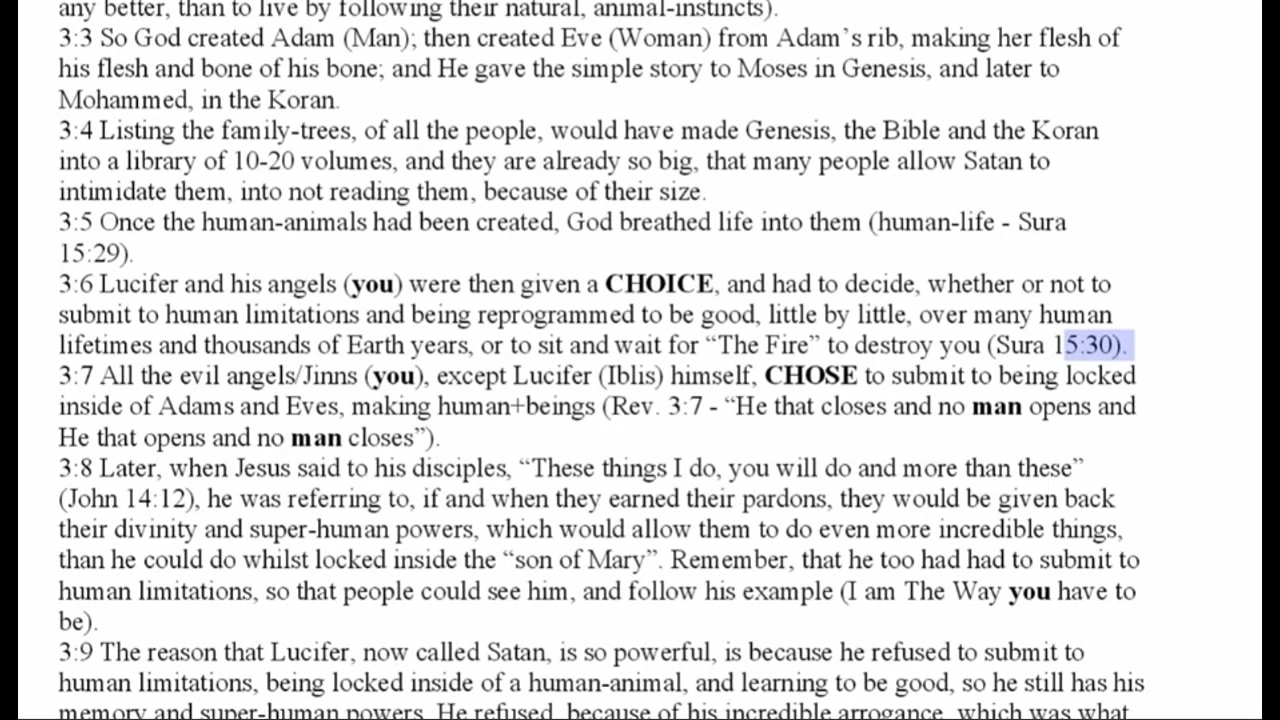 any better, than to live by following their natural, animal-instincts).
3:3 So God created Adam (Man); then created Eve (Woman) from Adam’s rib, making her flesh of
his flesh and bone of his bone; and He gave the simple story to Moses in Genesis, and later to
Mohammed, in the Koran.
3:4 Listing the family-trees, of all the people, would have made Genesis, the Bible and the Koran
into a library of 10-20 volumes, and they are already so big, that many people allow Satan to
intimidate them, into not reading them, because of their size.
3:5 Once the human-animals had been created, God breathed life into them (human-life - Sura
15:29).
3:6 Lucifer and his angels (you) were then given a CHOICE, and had to decide, whether or not to
submit to human limitations and being reprogrammed to be good, little by little, over many human
lifetimes and thousands of Earth years, or to sit and wait for “The Fire” to destroy you (Sura 15:30).
3:7 All the evil angels/Jinns (you), except Lucifer (Iblis) himself, CHOSE to submit to being locked
inside of Adams and Eves, making human+beings (Rev. 3:7 - “He that closes and no man opens and
He that opens and no man closes”).
3:8 Later, when Jesus said to his disciples, “These things I do, you will do and more than these”
(John 14:12), he was referring to, if and when they earned their pardons, they would be given back
their divinity and super-human powers, which would allow them to do even more incredible things,
than he could do whilst locked inside the “son of Mary”. Remember, that he too had had to submit to
human limitations, so that people could see him, and follow his example (I am The Way you have to
be).
3:9 The reason that Lucifer, now called Satan, is so powerful, is because he refused to submit to
human limitations, being locked inside of a human-animal, and learning to be good, so he still has his
memory and super-human powers. He refused, because of his incredible arrogance, which was what